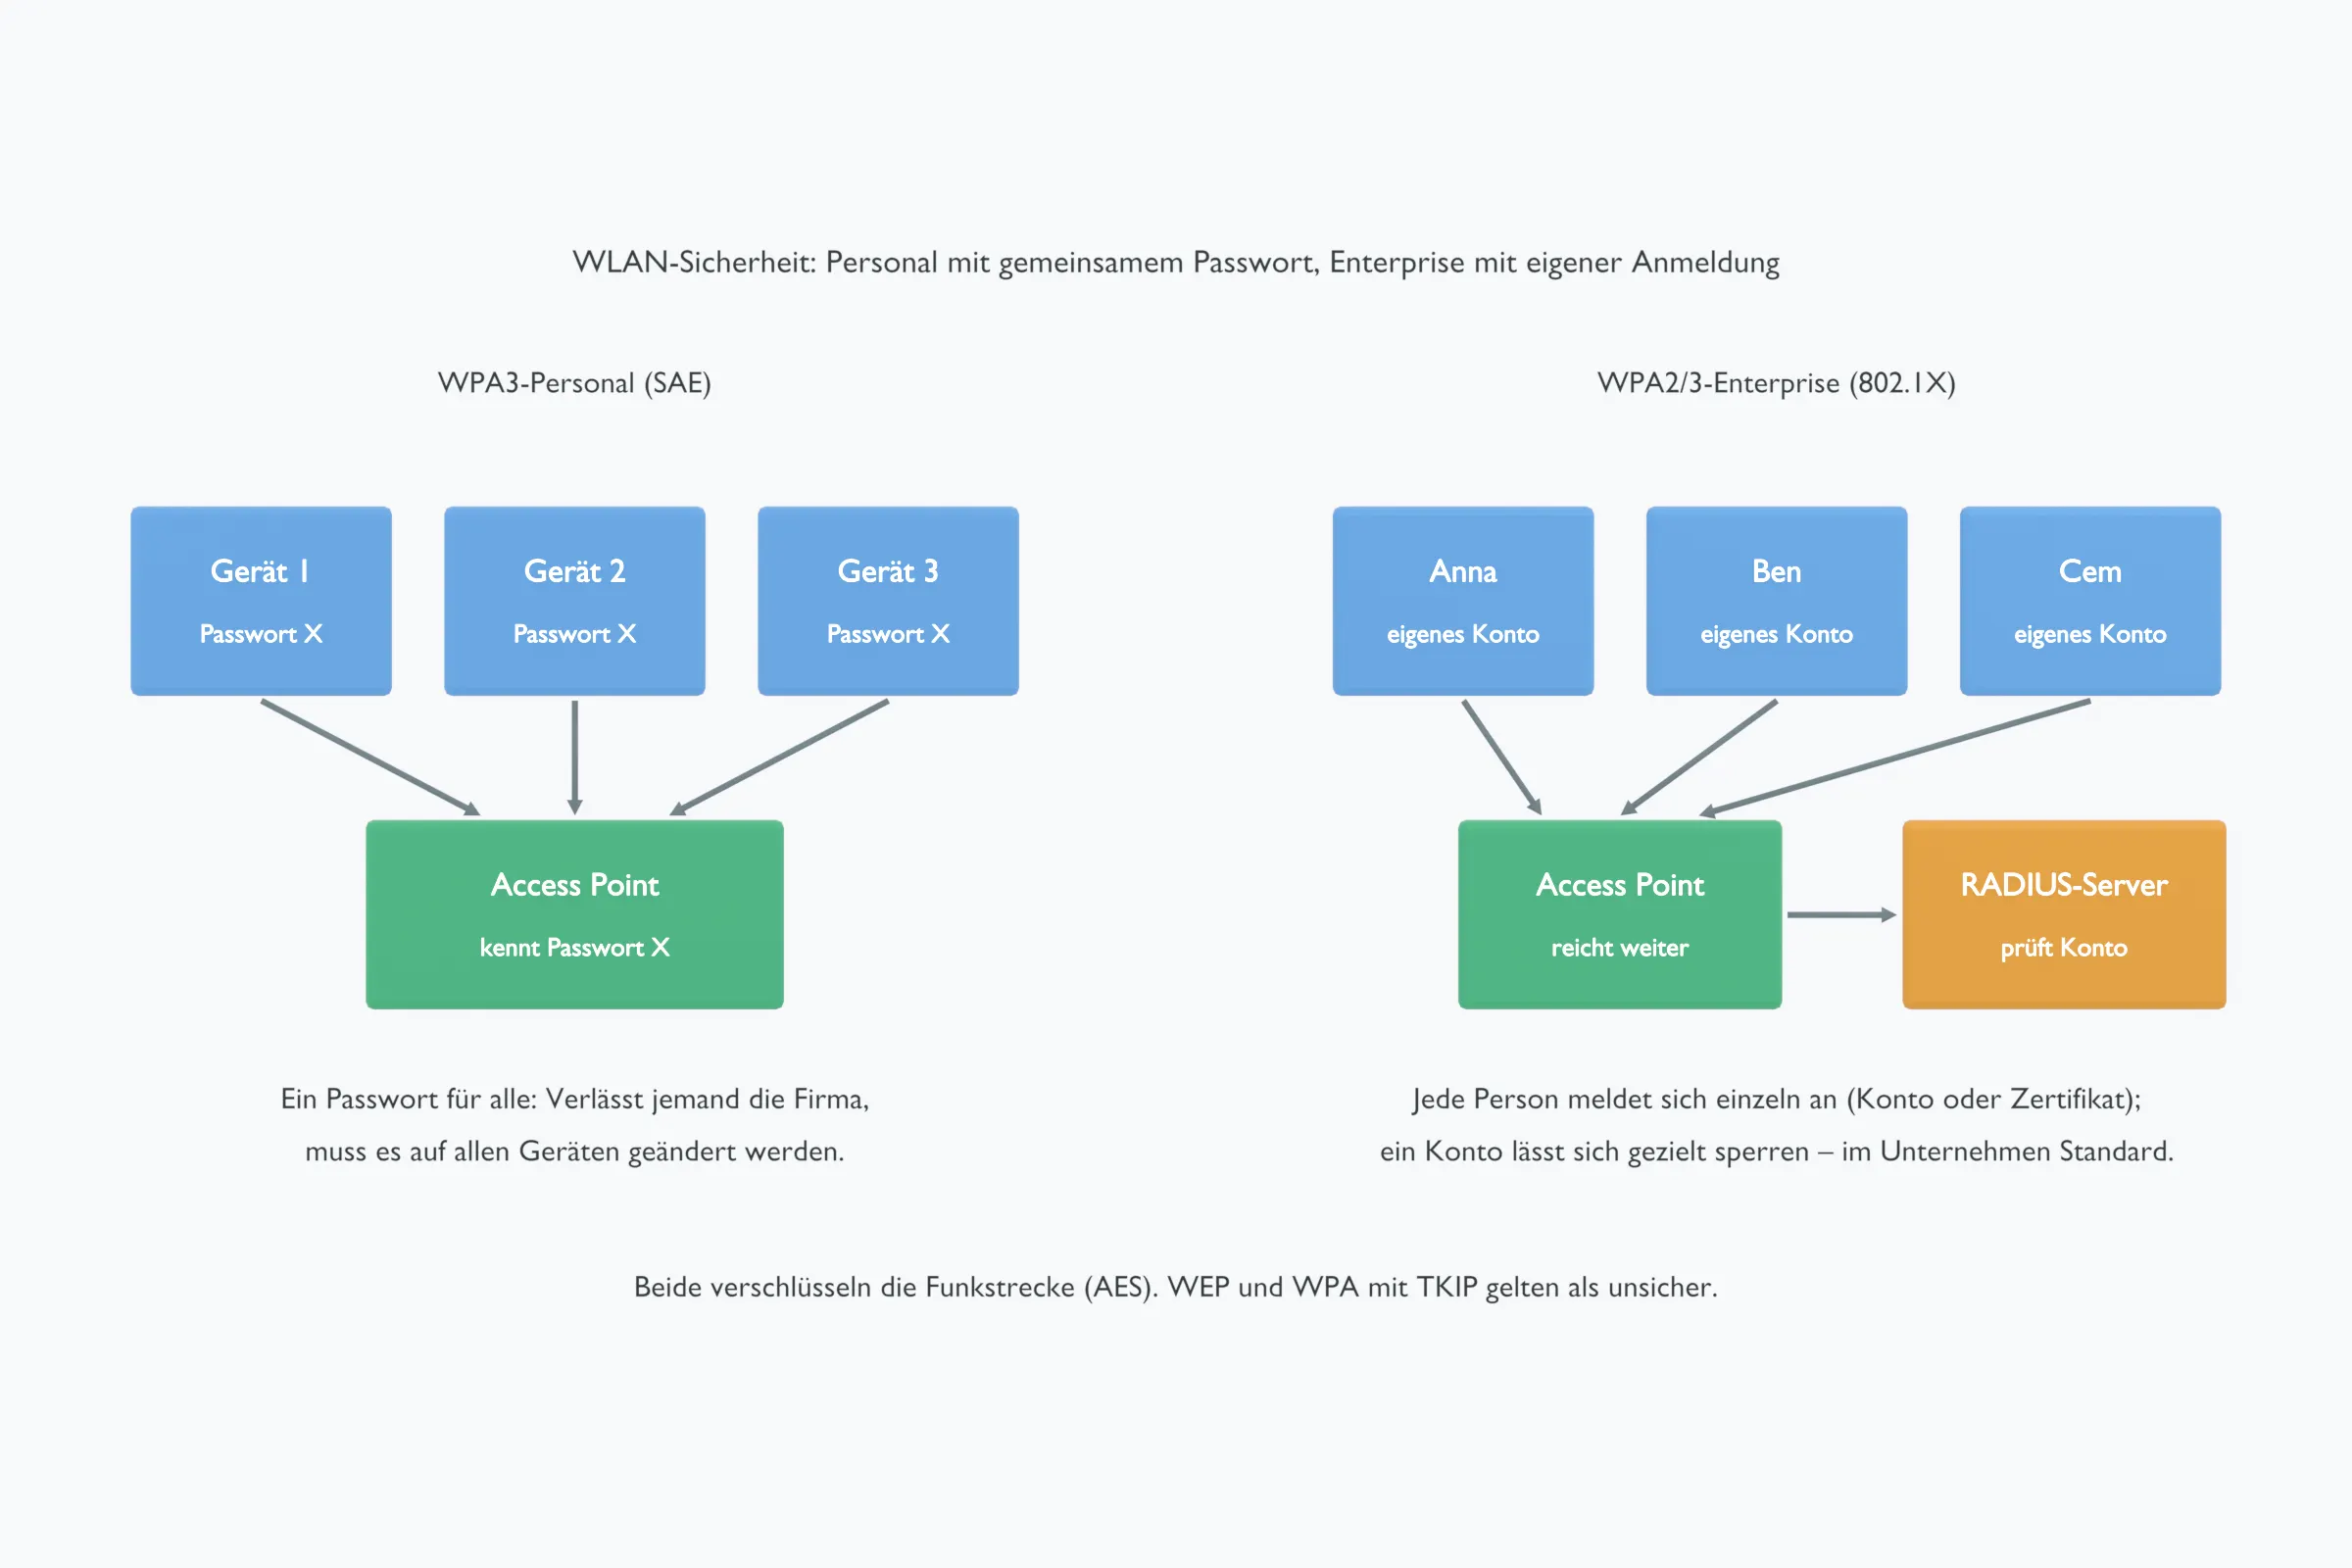 WLAN-Sicherheit: Personal mit gemeinsamem Passwort, Enterprise mit eigener Anmeldung
WPA3-Personal (SAE)
Gerät 1
Passwort X
Gerät 2
Passwort X
Gerät 3
Passwort X
Access Point
kennt Passwort X
Ein Passwort für alle: Verlässt jemand die Firma,
muss es auf allen Geräten geändert werden.
WPA2/3-Enterprise (802.1X)
Anna
eigenes Konto
Ben
eigenes Konto
Cem
eigenes Konto
Access Point
reicht weiter
RADIUS-Server
prüft Konto
Jede Person meldet sich einzeln an (Konto oder Zertifikat);
ein Konto lässt sich gezielt sperren – im Unternehmen Standard.
Beide verschlüsseln die Funkstrecke (AES). WEP und WPA mit TKIP gelten als unsicher.